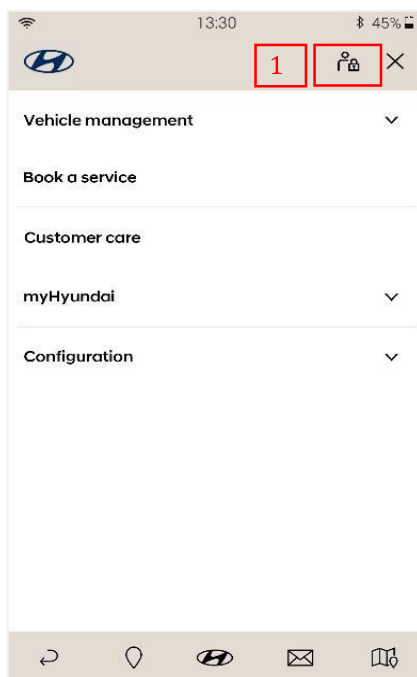 13:30 45%
1
Vehicle management
Book a service
Customer care
myHyundai
Configuration